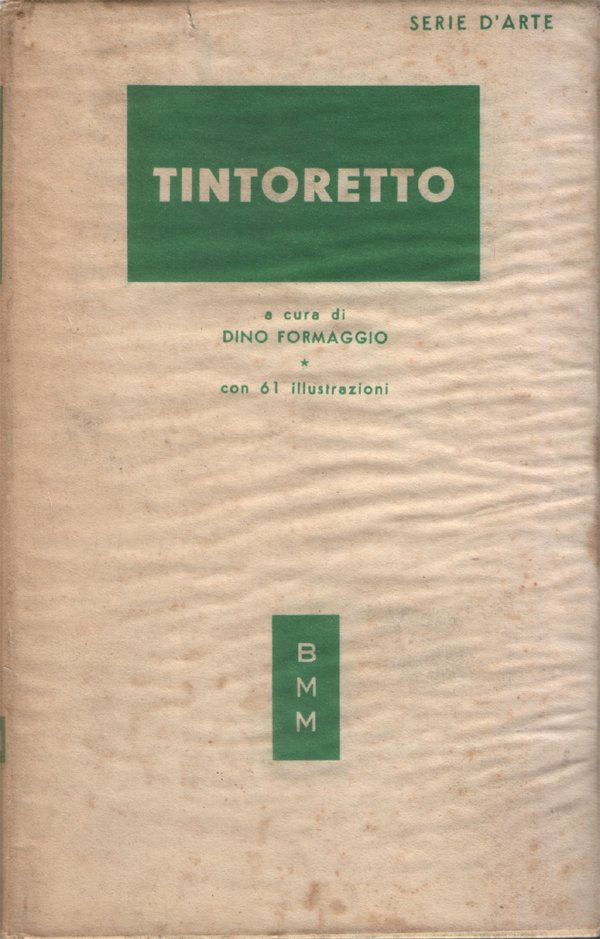 SERIE D'ARTE
TINTORETTO
a cura di
DINO FORMAGGIO
*
con 61 illustrazioni
B
M
M